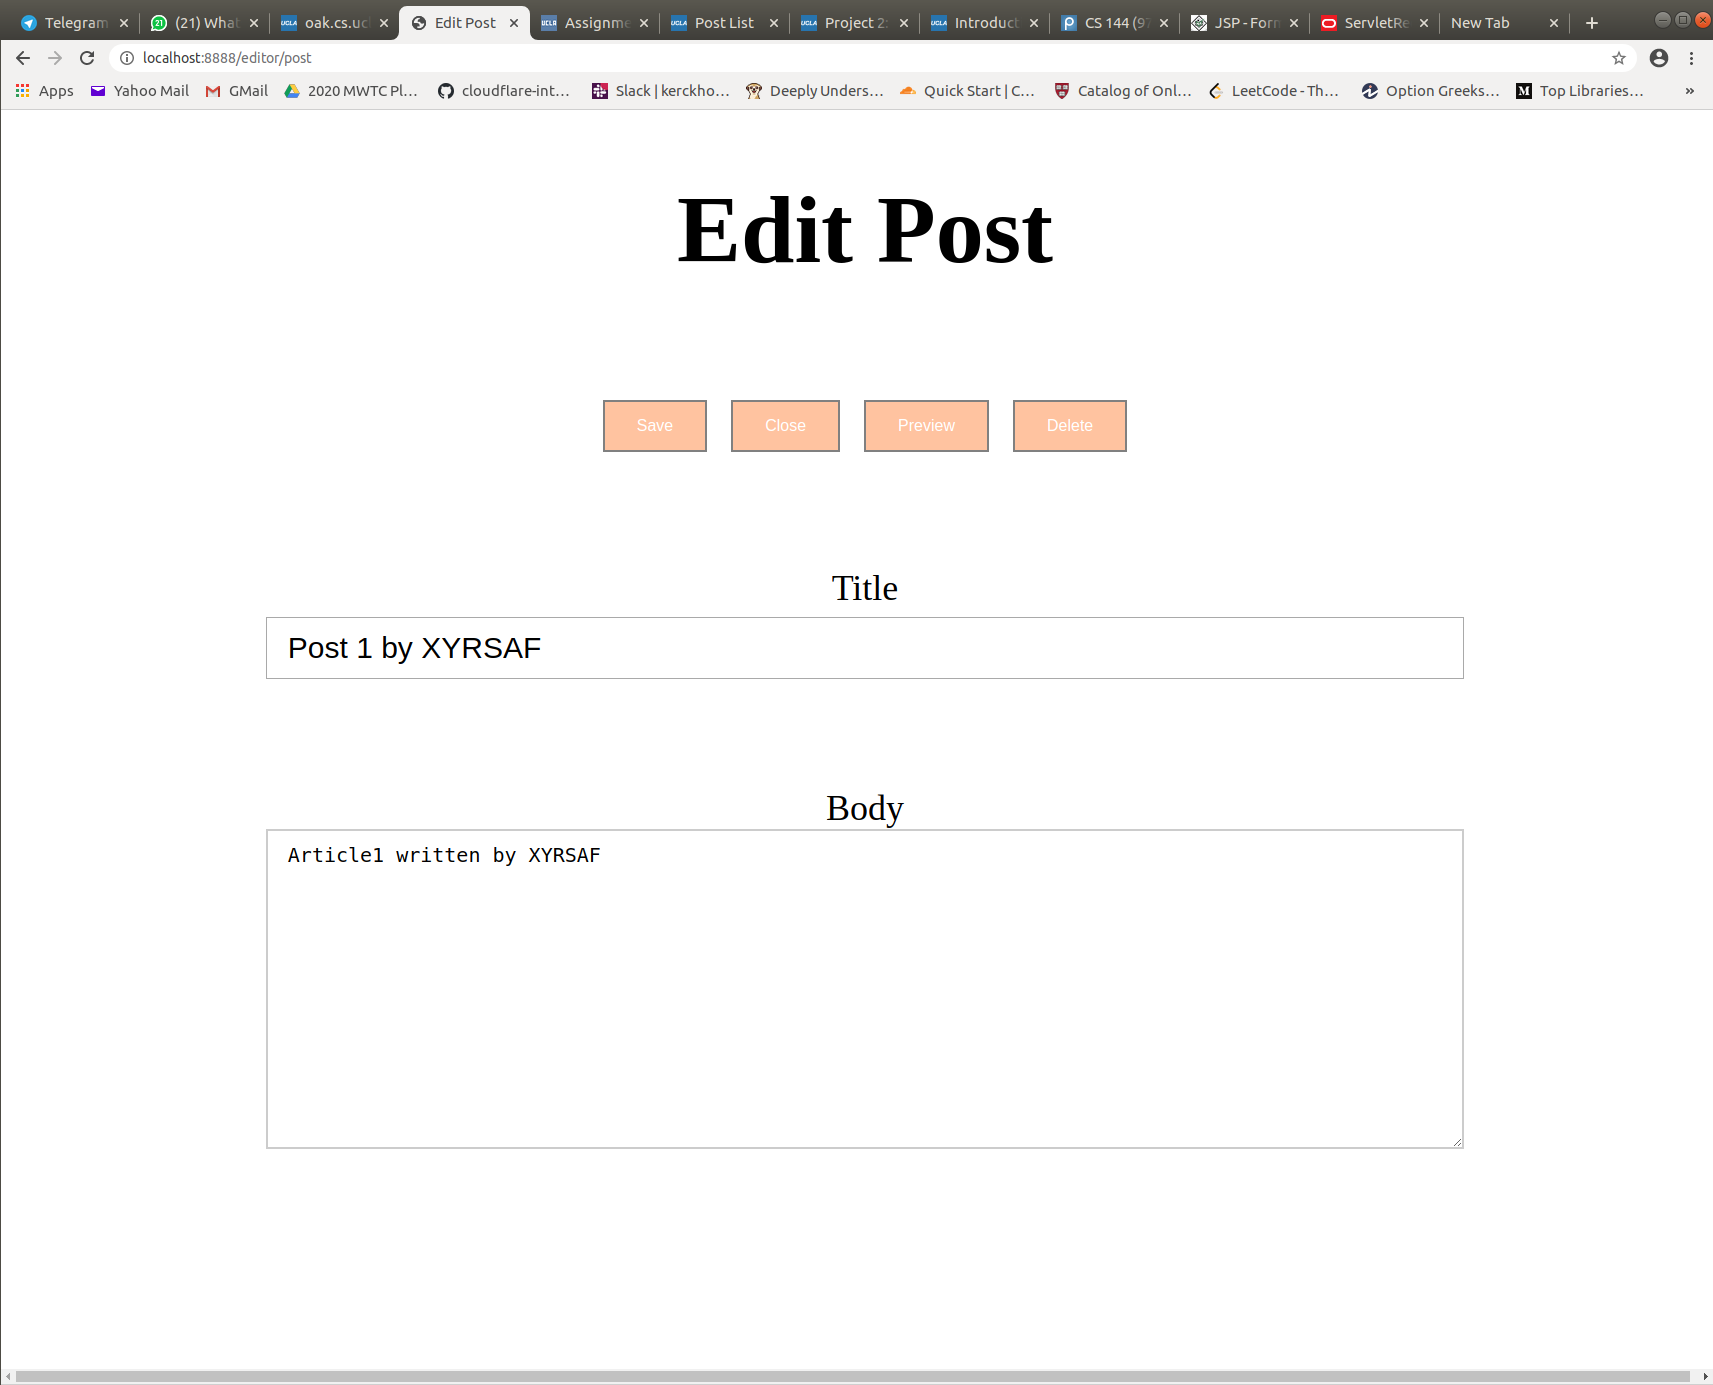 Telegram (21) What oak.cs.uc Edit Post Assignme Post List Project 2: Introduct CS 144 (97 JSP - Form ServletRe New Tab
localhost:8888/editor/post
Apps Yahoo Mail GMail 2020 MWTC Pl... cloudflare-int... Slack | kerckho... Deeply Unders... Quick Start | C... Catalog of Onl... LeetCode - Th... Option Greeks... Top Libraries... »
Edit Post
Save Close Preview Delete
Title
Post 1 by XYRSAF
Body
Article1 written by XYRSAF